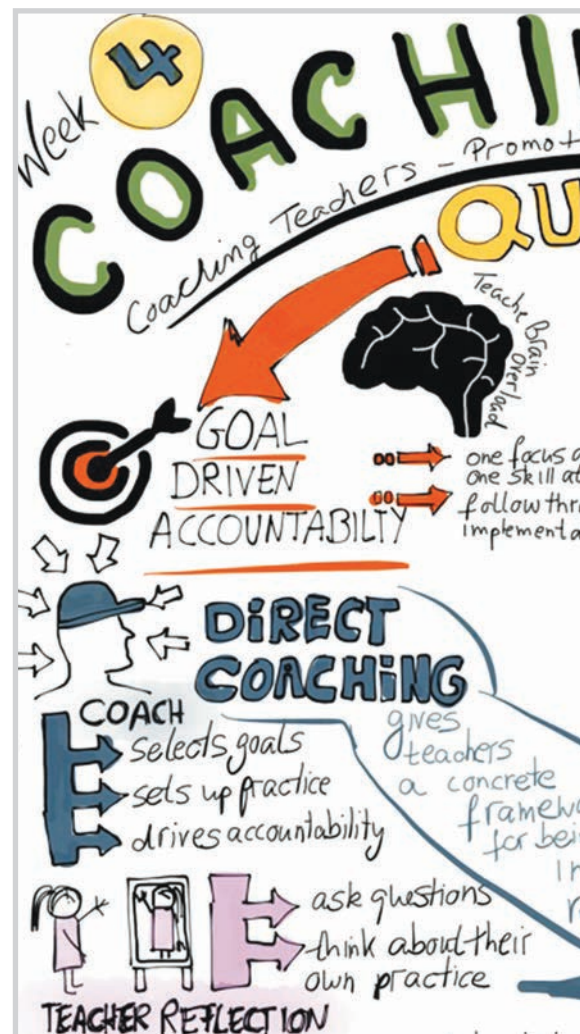 Week 4
COACHI
Coaching Teachers - Promot
QU
Teache Brain
Overload
GOAL
DRIVEN
ACCOUNTABILTY
one focus a
one skill at
follow thr
implementa
DIRECT
COACHING
COACH
selects goals
sets up practice
drives accountability
gives
teachers
a concrete
framew
for bei
TEACHER REFLECTION
ask questions
think about their
own practice